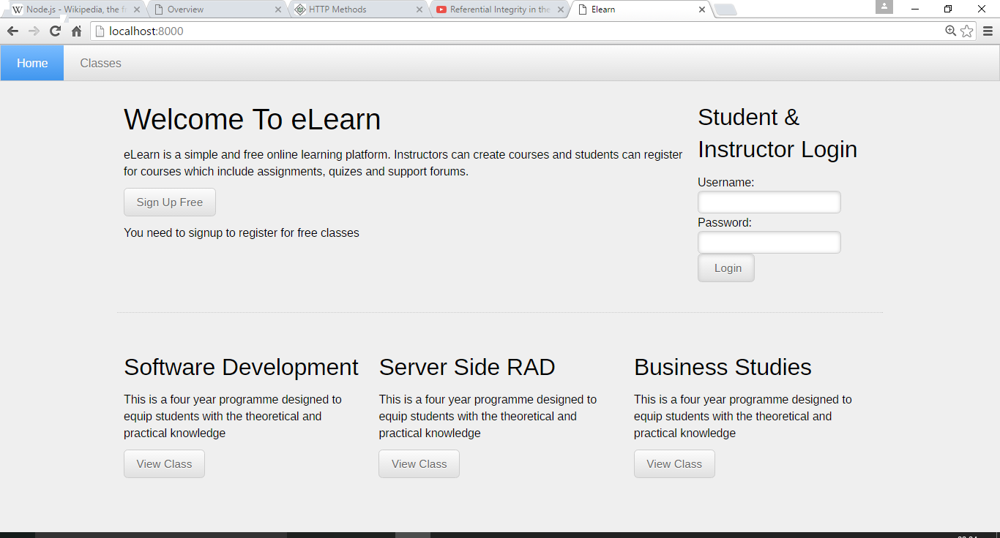 Node.js - Wikipedia, the fr
Overview
HTTP Methods
Referential Integrity in the
Elearn
localhost:8000
Home
Classes
Welcome To eLearn
eLearn is a simple and free online learning platform. Instructors can create courses and students can register
for courses which include assignments, quizes and support forums.
Sign Up Free
You need to signup to register for free classes
Student &
Instructor Login
Username:
Password:
Login
Software Development
This is a four year programme designed to
equip students with the theoretical and
practical knowledge
View Class
Server Side RAD
This is a four year programme designed to
equip students with the theoretical and
practical knowledge
View Class
Business Studies
This is a four year programme designed to
equip students with the theoretical and
practical knowledge
View Class